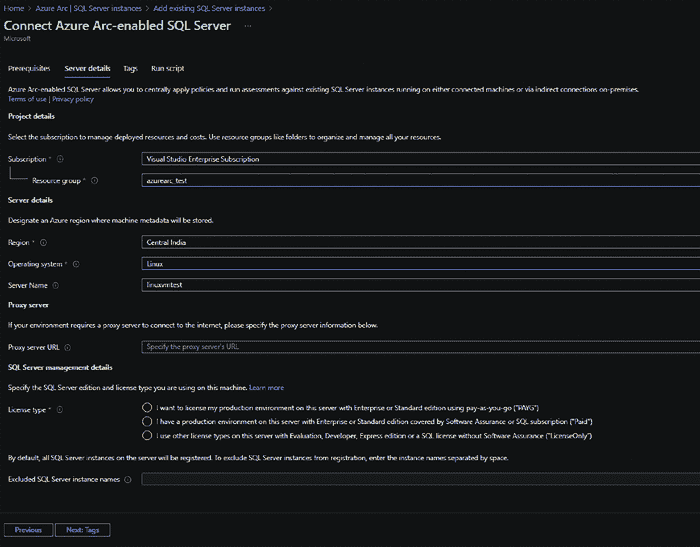 Home > Azure Arc | SQL Server instances > Add existing SQL Server instances >
Connect Azure Arc-enabled SQL Server ...
Microsoft
Prerequisites Server details Tags Run script
Azure Arc-enabled SQL Server allows you to centrally apply policies and run assessments against existing SQL Server instances running on either connected machines or via indirect connections on-premises.
Terms of use | Privacy policy
Project details
Select the subscription to manage deployed resources and costs. Use resource groups like folders to organize and manage all your resources.
Subscription * Visual Studio Enterprise Subscription
Resource group * azurearc_test
Server details
Designate an Azure region where machine metadata will be stored.
Region * Central India
Operating system * Linux
Server Name linuxvmtest
Proxy server
If your environment requires a proxy server to connect to the internet, please specify the proxy server information below.
Proxy server URL Specify the proxy server's URL
SQL Server management details
Specify the SQL Server edition and license type you are using on this machine. Learn more
License type * I want to license my production environment on this server with Enterprise or Standard edition using pay-as-you-go ("PAYG")
I have a production environment on this server with Enterprise or Standard edition covered by Software Assurance or SQL subscription ("Paid")
I use other license types on this server with Evaluation, Developer, Express edition or a SQL license without Software Assurance ("LicenseOnly")
By default, all SQL Server instances on the server will be registered. To exclude SQL Server instances from registration, enter the instance names separated by space.
Excluded SQL Server instance names
Previous Next: Tags